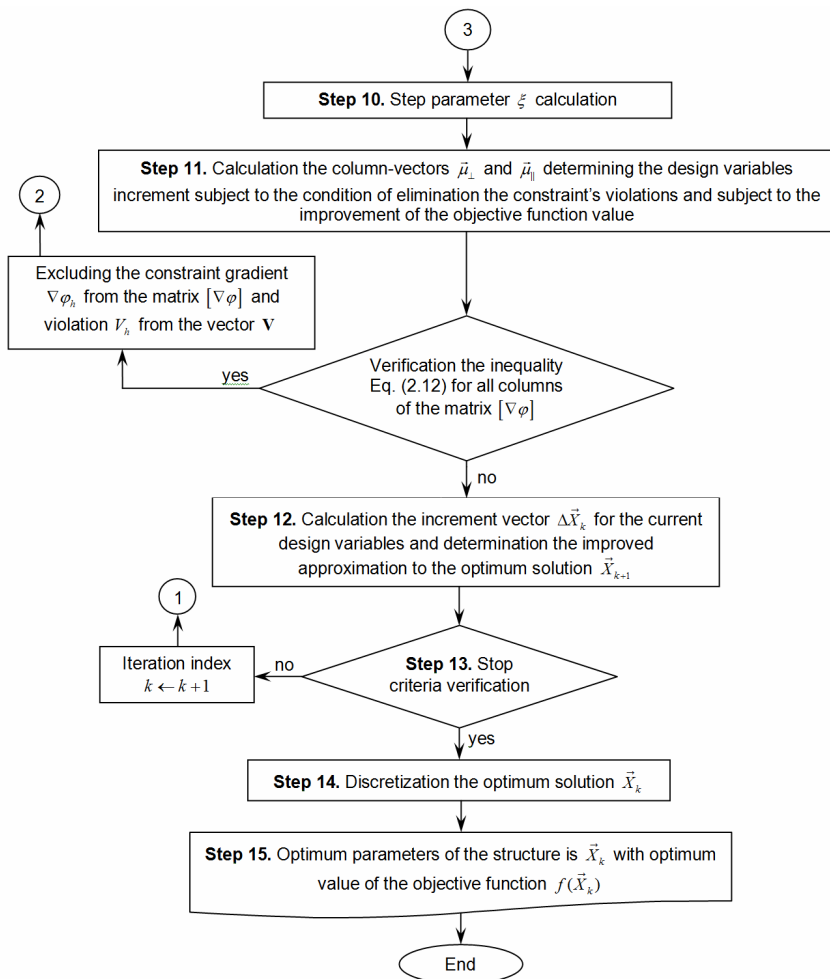 3
Step 10. Step parameter ξ calculation
Step 11. Calculation the column-vectors μ⃗⊥ and μ⃗∥ determining the design variables
increment subject to the condition of elimination the constraint's violations and subject to the
improvement of the objective function value
2
Excluding the constraint gradient
∇φₕ from the matrix [∇φ] and
violation Vₕ from the vector V
yes
Verification the inequality
Eq. (2.12) for all columns
of the matrix [∇φ]
no
Step 12. Calculation the increment vector ΔX⃗ₖ for the current
design variables and determination the improved
approximation to the optimum solution X⃗ₖ₊₁
1
Iteration index
k ← k+1
no
Step 13. Stop
criteria verification
yes
Step 14. Discretization the optimum solution X⃗ₖ
Step 15. Optimum parameters of the structure is X⃗ₖ with optimum
value of the objective function f(X⃗ₖ)
End